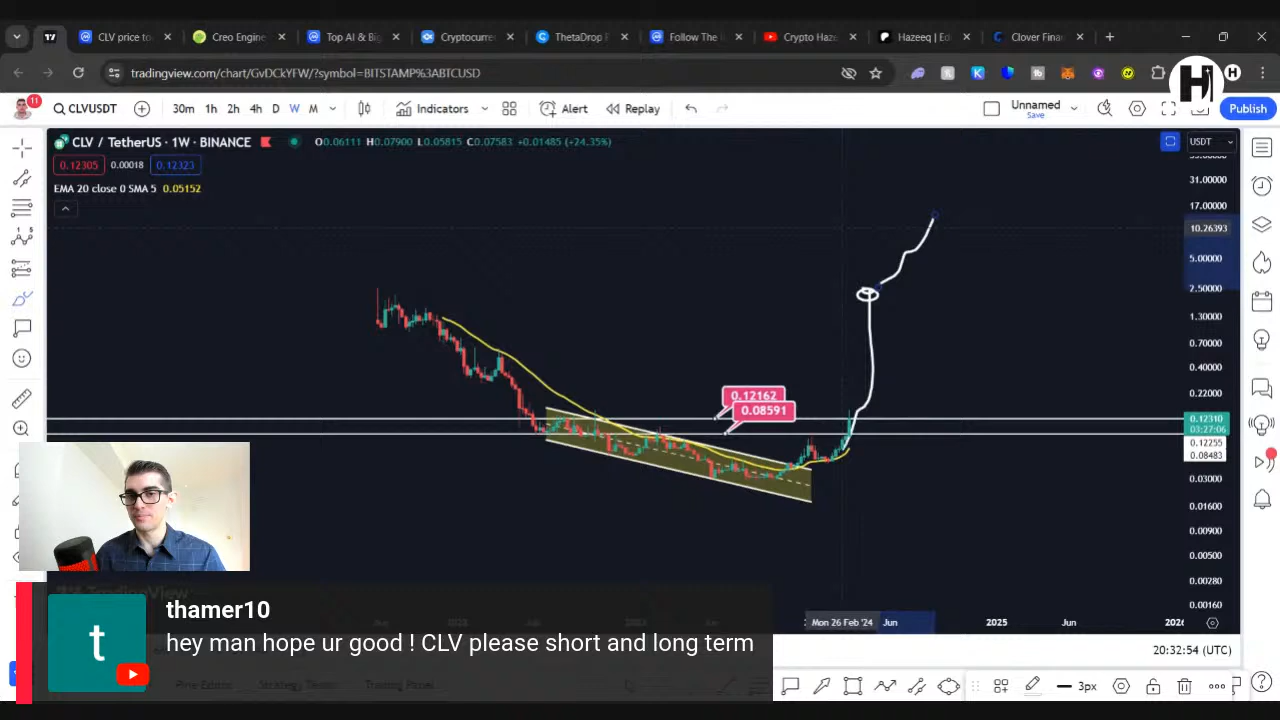 CLV price to
Creo Engine
Top AI & Big
Cryptocurre
ThetaDrop
Follow The
Crypto Haze
Hazeeq | Ed
Clover Finan
tradingview.com/chart/GvDCkYFW/?symbol=BITSTAMP%3ABTCUSD
11
CLVUSDT
30m 1h 2h 4h D W M
Indicators
Alert
Replay
Unnamed
Save
Publish
CLV / TetherUS · 1W · BINANCE
O0.06111 H0.07900 L0.05815 C0.07583 +0.01485 (+24.35%)
USDT
0.12305 0.00018 0.12323
EMA 20 close 0 SMA 5 0.05152
31.00000
17.00000
10.26393
5.00000
2.50000
1.30000
0.70000
0.40000
0.22000
0.12162
0.08591
0.12310
03:27:06
0.12255
0.08483
0.03000
0.01600
0.00900
0.00500
0.00280
0.00160
Mon 26 Feb '24 Jun 2025 Jun 2026
20:32:54 (UTC)
t
thamer10
hey man hope ur good ! CLV please short and long term
Pine Editor
Trading Panel
3px